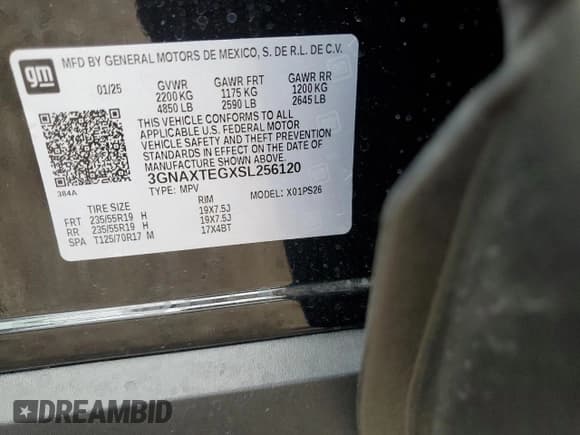 gm
MFD BY GENERAL MOTORS DE MEXICO, S. DE R.L. DE C.V.
01/25 GVWR GAWR FRT GAWR RR
2200 KG 1175 KG 1200 KG
4850 LB 2590 LB 2645 LB
THIS VEHICLE CONFORMS TO ALL
APPLICABLE U.S. FEDERAL MOTOR
VEHICLE SAFETY AND THEFT PREVENTION
STANDARDS IN EFFECT ON THE DATE OF
MANUFACTURE SHOWN ABOVE.
3GNAXTEGXSL256120
384A
TYPE: MPV MODEL: X01PS26
TIRE SIZE RIM
FRT 235/55R19 H 19X7.5J
RR 235/55R19 H 19X7.5J
SPA T125/70R17 M 17X4BT
DREAMBID